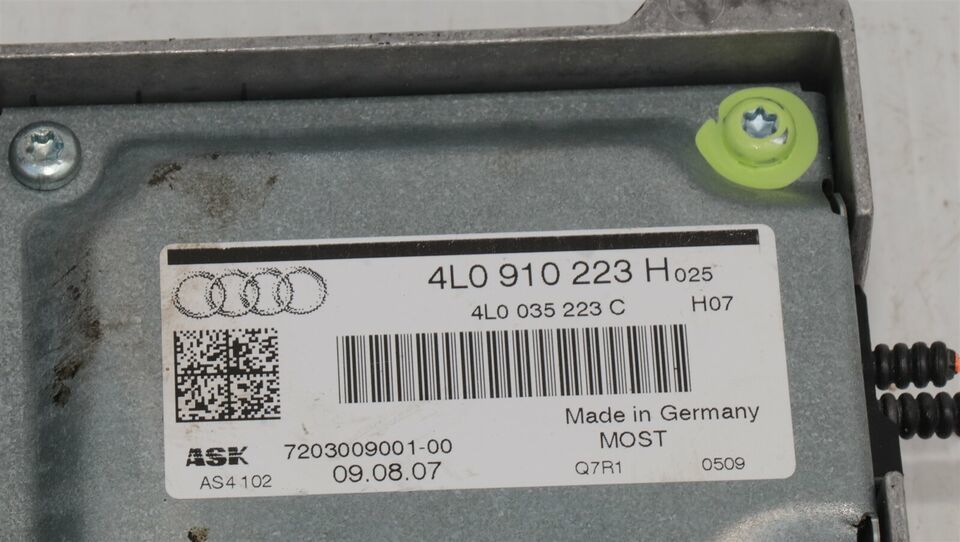 4L0 910 223 H 025
4L0 035 223 C H07
Made in Germany
MOST
ASK 7203009001-00
AS4 102 09.08.07 Q7R1 0509